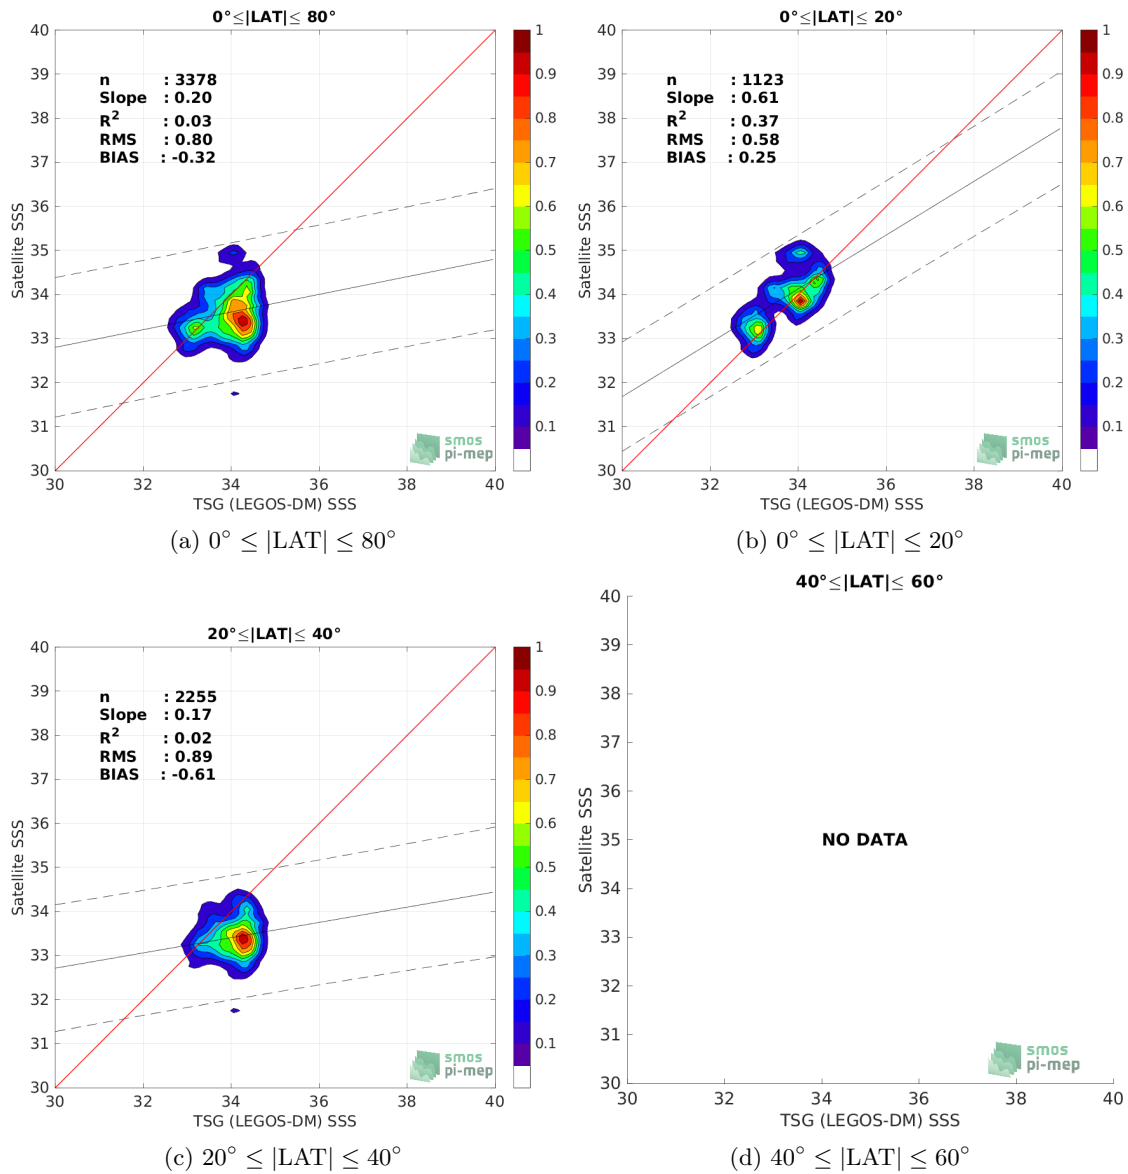 0°≤|LAT|≤ 80°
40
39
38
37
36
35
34
33
32
31
30
Satellite SSS
n : 3378
Slope : 0.20
R² : 0.03
RMS : 0.80
BIAS : -0.32
1
0.9
0.8
0.7
0.6
0.5
0.4
0.3
0.2
0.1
smos
pi-mep
30 32 34 36 38 40
TSG (LEGOS-DM) SSS
(a) 0° ≤ |LAT| ≤ 80°
0°≤|LAT|≤ 20°
40
39
38
37
36
35
34
33
32
31
30
Satellite SSS
n : 1123
Slope : 0.61
R² : 0.37
RMS : 0.58
BIAS : 0.25
1
0.9
0.8
0.7
0.6
0.5
0.4
0.3
0.2
0.1
smos
pi-mep
30 32 34 36 38 40
TSG (LEGOS-DM) SSS
(b) 0° ≤ |LAT| ≤ 20°
20°≤|LAT|≤ 40°
40
39
38
37
36
35
34
33
32
31
30
Satellite SSS
n : 2255
Slope : 0.17
R² : 0.02
RMS : 0.89
BIAS : -0.61
1
0.9
0.8
0.7
0.6
0.5
0.4
0.3
0.2
0.1
smos
pi-mep
30 32 34 36 38 40
TSG (LEGOS-DM) SSS
(c) 20° ≤ |LAT| ≤ 40°
40°≤|LAT|≤ 60°
40
39
38
37
36
35
34
33
32
31
30
Satellite SSS
NO DATA
smos
pi-mep
30 32 34 36 38 40
TSG (LEGOS-DM) SSS
(d) 40° ≤ |LAT| ≤ 60°